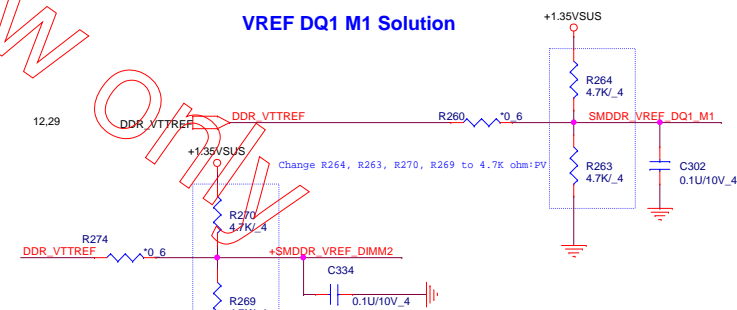 VREF DQ1 M1 Solution
+1.35VSUS
R264
4.7K/_4
12,29
DDR_VTTREF
DDR_VTTREF
R260
*0_6
SMDDR_VREF_DQ1_M1
+1.35VSUS
Change R264, R263, R270, R269 to 4.7K ohm:PV
R263
4.7K/_4
C302
0.1U/10V_4
R270
4.7K/_4
R274
DDR_VTTREF
*0_6
+SMDDR_VREF_DIMM2
C334
R269
0.1U/10V_4